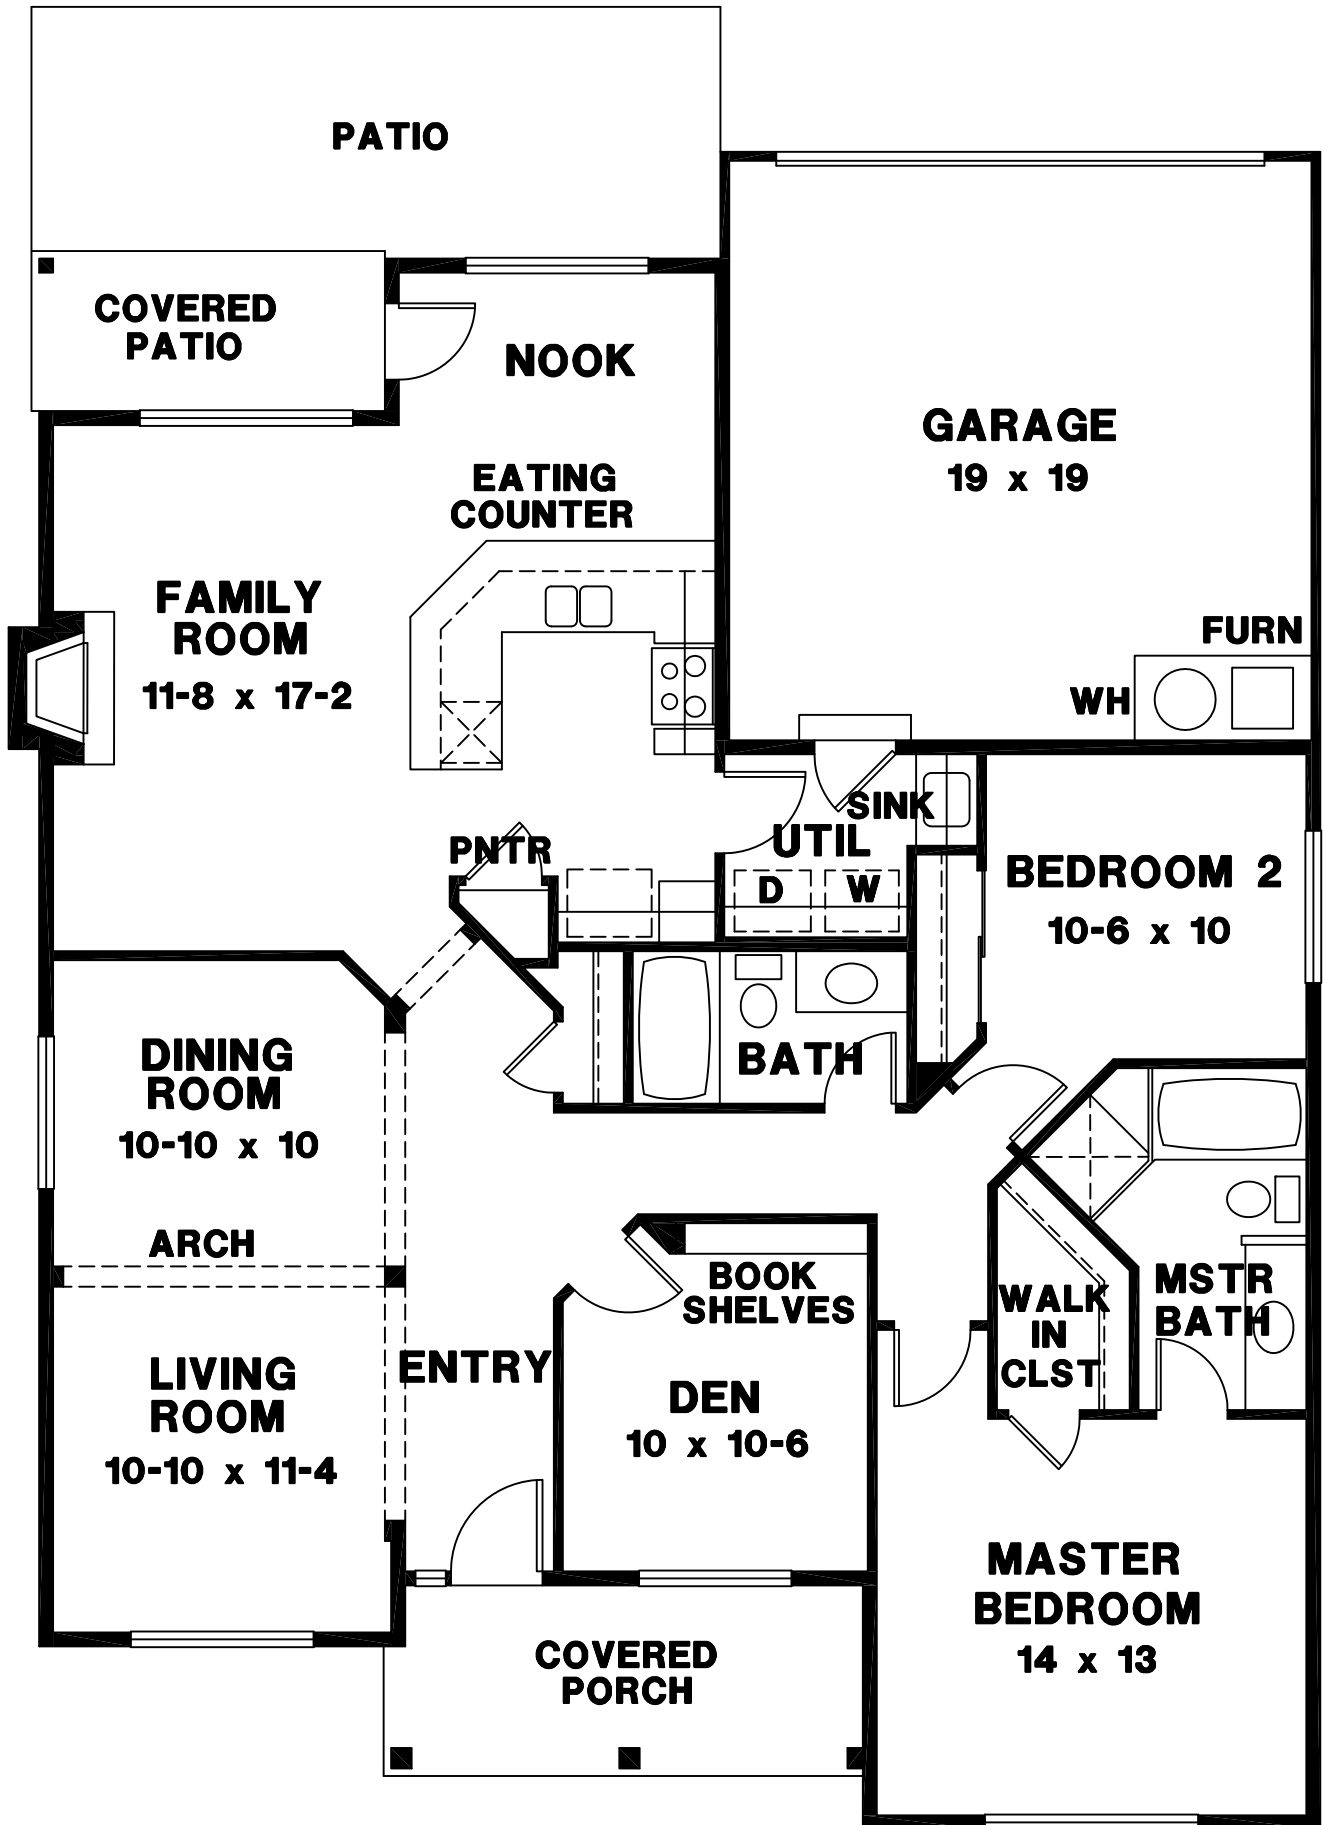 PATIO
COVERED
PATIO
NOOK
GARAGE
19 x 19
EATING
COUNTER
FAMILY
ROOM
11-8 x 17-2
FURN
WH
SINK
UTIL
PNTR
D
W
BEDROOM 2
10-6 x 10
DINING
ROOM
10-10 x 10
BATH
ARCH
BOOK
SHELVES
WALK
IN
CLST
MSTR
BATH
LIVING
ROOM
10-10 x 11-4
ENTRY
DEN
10 x 10-6
MASTER
BEDROOM
14 x 13
COVERED
PORCH